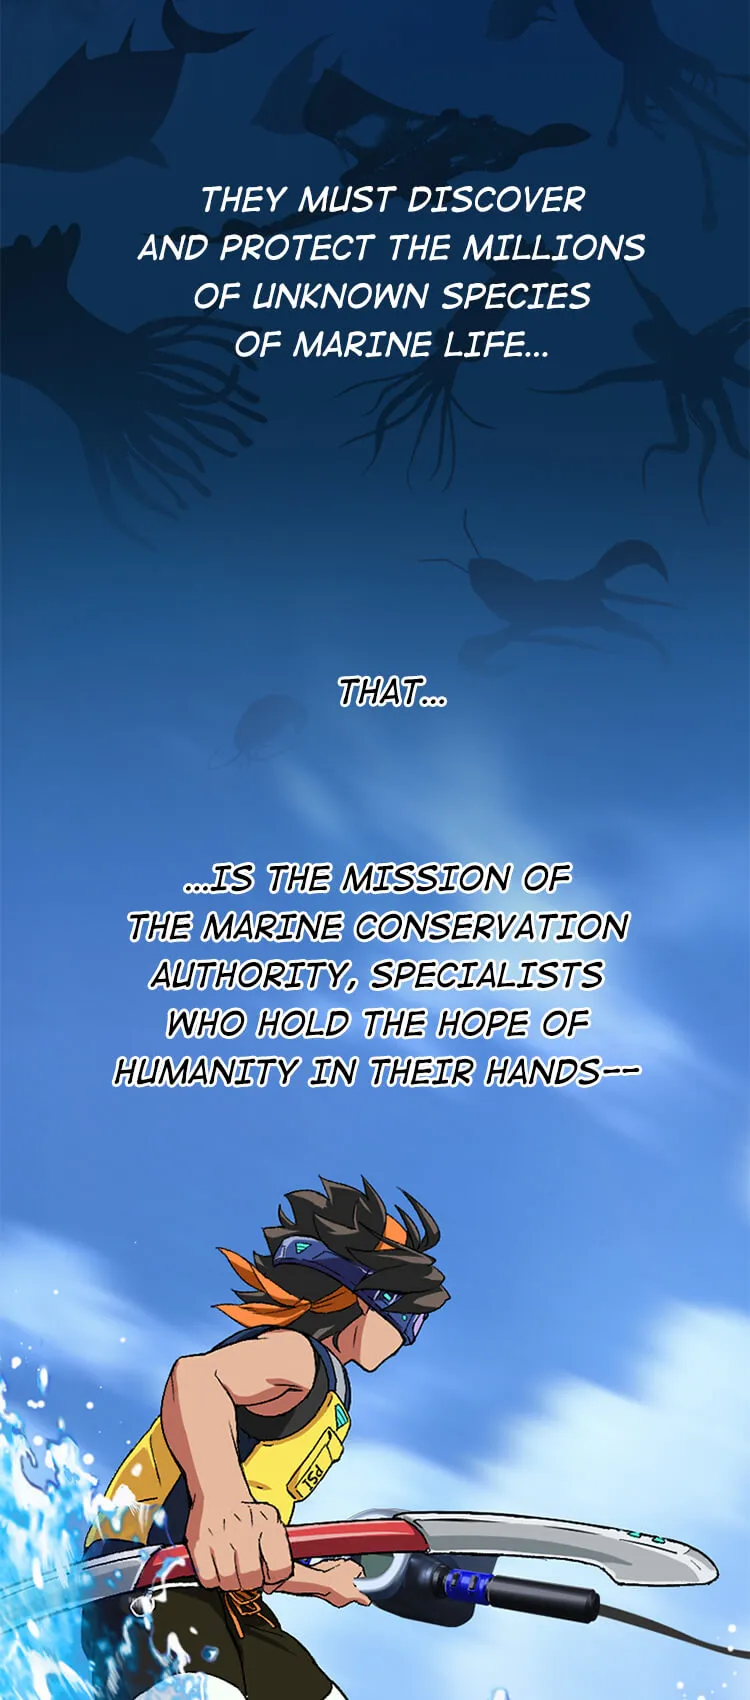 THEY MUST DISCOVER
AND PROTECT THE MILLIONS
OF UNKNOWN SPECIES
OF MARINE LIFE...
THAT...
...IS THE MISSION OF
THE MARINE CONSERVATION
AUTHORITY, SPECIALISTS
WHO HOLD THE HOPE OF
HUMANITY IN THEIR HANDS--
PSI